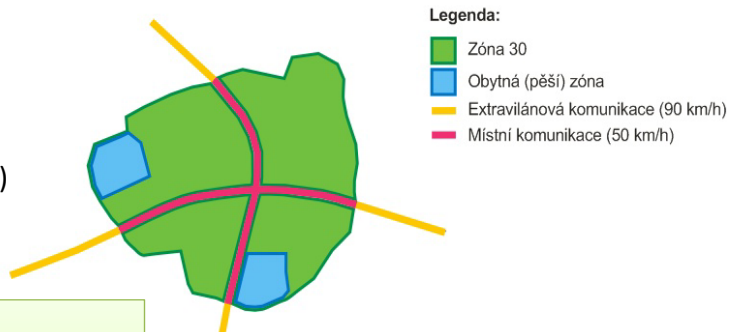 Legenda:
Zóna 30
Obytná (pěší) zóna
Extravilánová komunikace (90 km/h)
Místní komunikace (50 km/h)
)